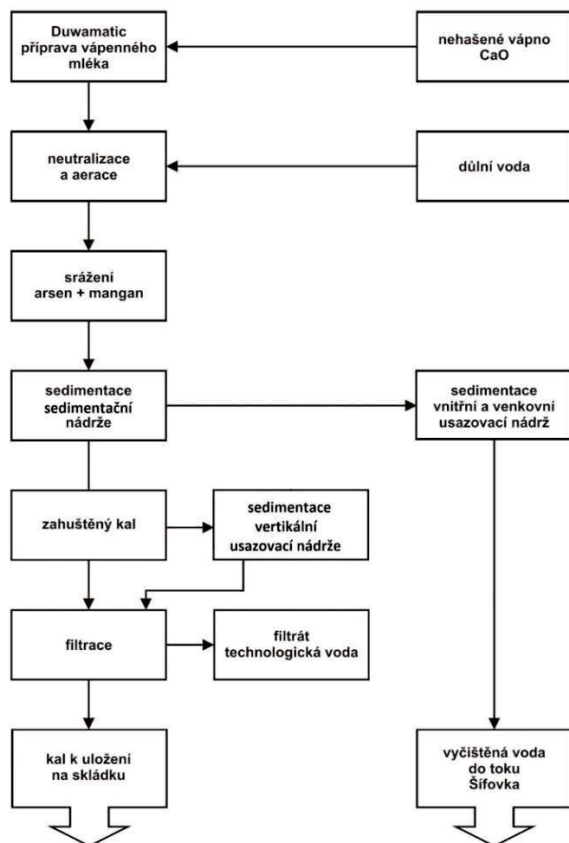 Duwamatic
příprava vápenného
mléka
nehašené vápno
CaO
neutralizace
a aerace
důlní voda
srážení
arsen + mangan
sedimentace
sedimentační
nádrže
sedimentace
vnitřní a venkovní
usazovací nádrž
zahuštěný kal
sedimentace
vertikální
usazovací nádrže
filtrace
filtrát
technologická voda
kal k uložení
na skládku
vyčištěná voda
do toku
Šífovka